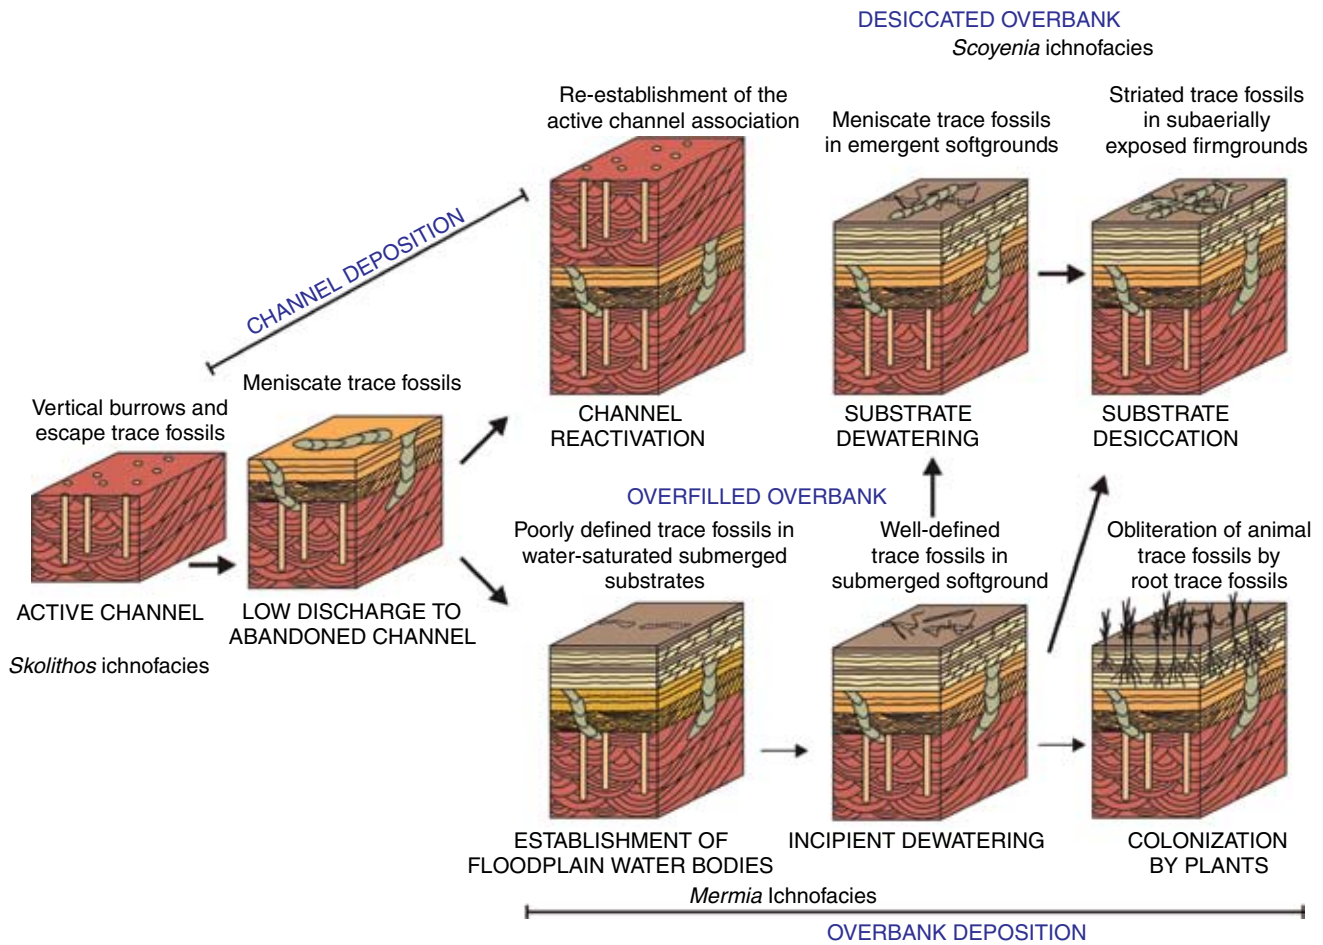 DESICCATED OVERBANK
Scoyenia ichnofacies
Re-establishment of the
active channel association
Meniscate trace fossils
in emergent softgrounds
Striated trace fossils
in subaerially
exposed firmgrounds
CHANNEL DEPOSITION
Meniscate trace fossils
Vertical burrows and
escape trace fossils
CHANNEL
REACTIVATION
SUBSTRATE
DEWATERING
SUBSTRATE
DESICCATION
OVERFILLED OVERBANK
Poorly defined trace fossils in
water-saturated submerged
substrates
Well-defined
trace fossils in
submerged softground
Obliteration of animal
trace fossils by
root trace fossils
ACTIVE CHANNEL
LOW DISCHARGE TO
ABANDONED CHANNEL
Skolithos ichnofacies
ESTABLISHMENT OF
FLOODPLAIN WATER BODIES
INCIPIENT DEWATERING
COLONIZATION
BY PLANTS
Mermia Ichnofacies
OVERBANK DEPOSITION